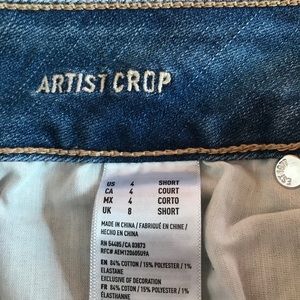 ARTIST CROP
US 4 SHORT
CA 4 COURT
MX 4 CORTO
UK 8 SHORT
MADE IN CHINA / FABRIQUÉ EN CHINE /
HECHO EN CHINA
RN 54485/CA 03873
RFC# AEM120605U9A
EN 84% COTTON / 15% POLYESTER / 1%
ELASTANE
EXCLUSIVE OF DECORATION
FR 84% COTON / 15% POLYESTER / 1%
ÉLASTHANNE